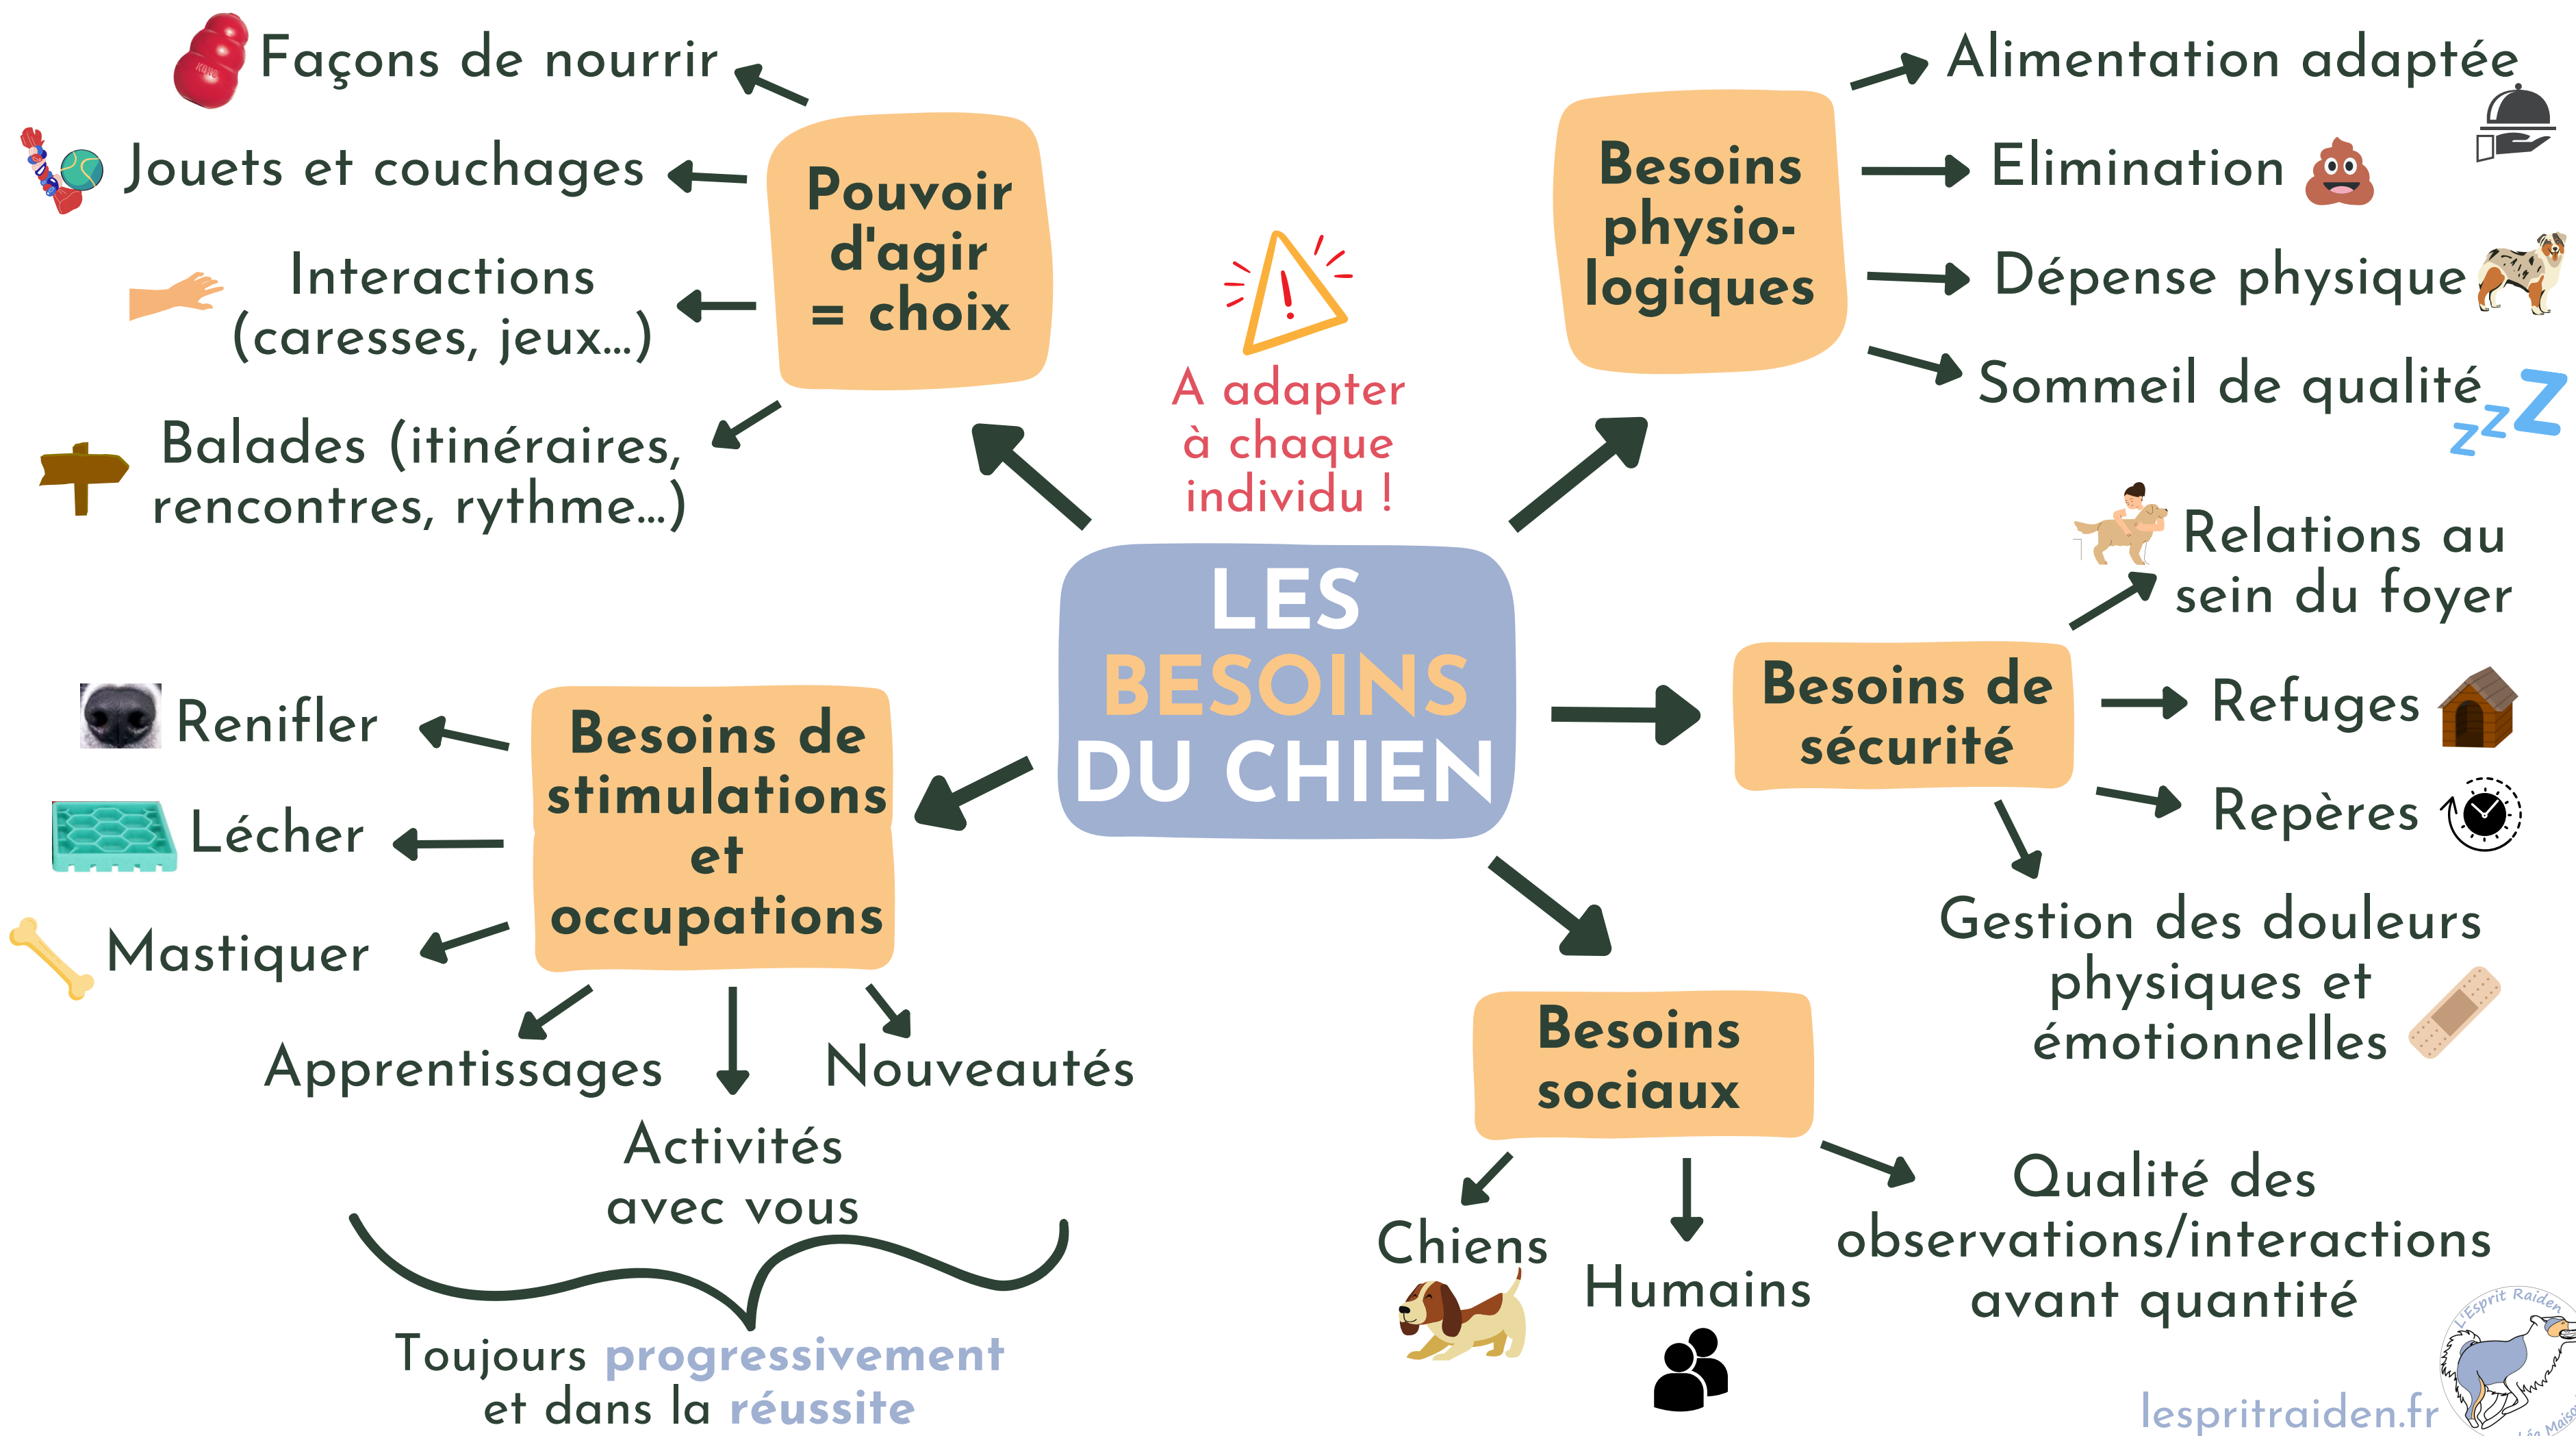 Façons de nourrir
Jouets et couchages
Interactions
(caresses, jeux...)
Balades (itinéraires,
rencontres, rythme...)
Pouvoir
d'agir
= choix
A adapter
à chaque
individu !
Besoins
physio-
logiques
Alimentation adaptée
Elimination
Dépense physique
Sommeil de qualité
zzZ
LES
BESOINS
DU CHIEN
Relations au
sein du foyer
Besoins de
sécurité
Refuges
Repères
Gestion des douleurs
physiques et
émotionnelles
Besoins de
stimulations
et
occupations
Renifler
Lécher
Mastiquer
Apprentissages
Activités
avec vous
Nouveautés
Toujours progressivement
et dans la réussite
Besoins
sociaux
Chiens
Humains
Qualité des
observations/interactions
avant quantité
lespritraiden.fr
L'Esprit Raiden
KONG